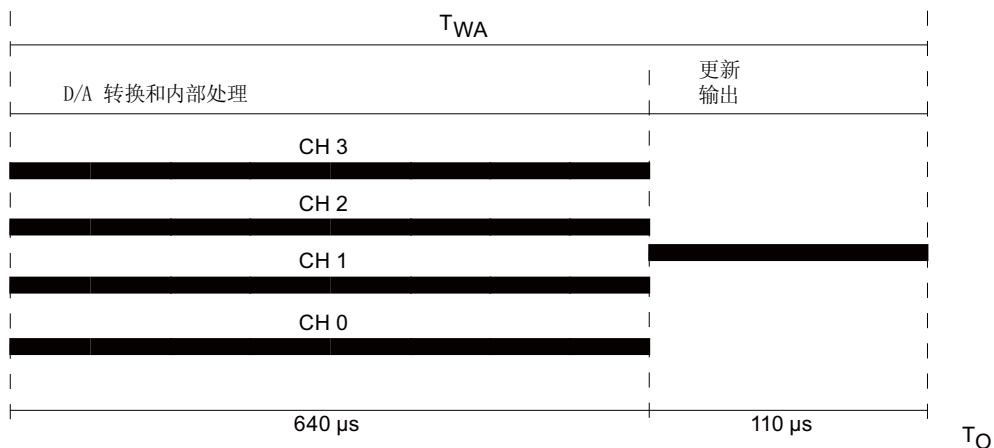 TWA
D/A 转换和内部处理
更新
输出
CH 3
CH 2
CH 1
CH 0
640 µs
110 µs
TO